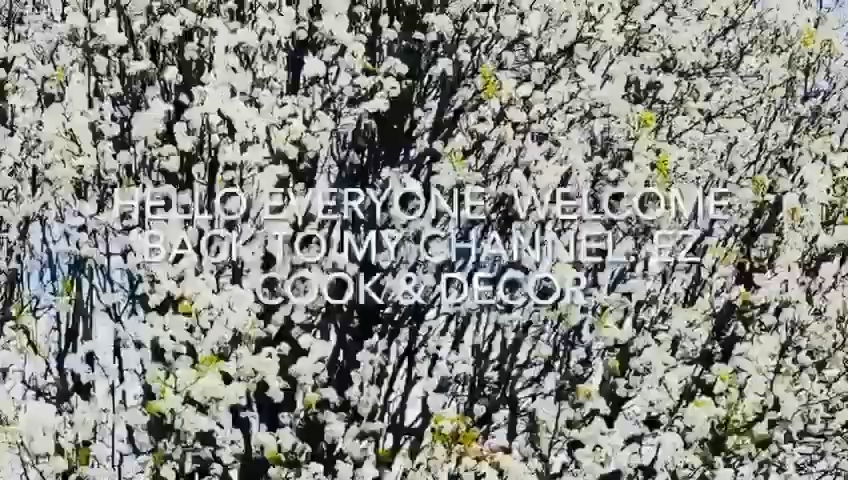 HELLO EVERYONE. WELCOME
BACK TO MY CHANNEL. EZ
COOK & DECOR